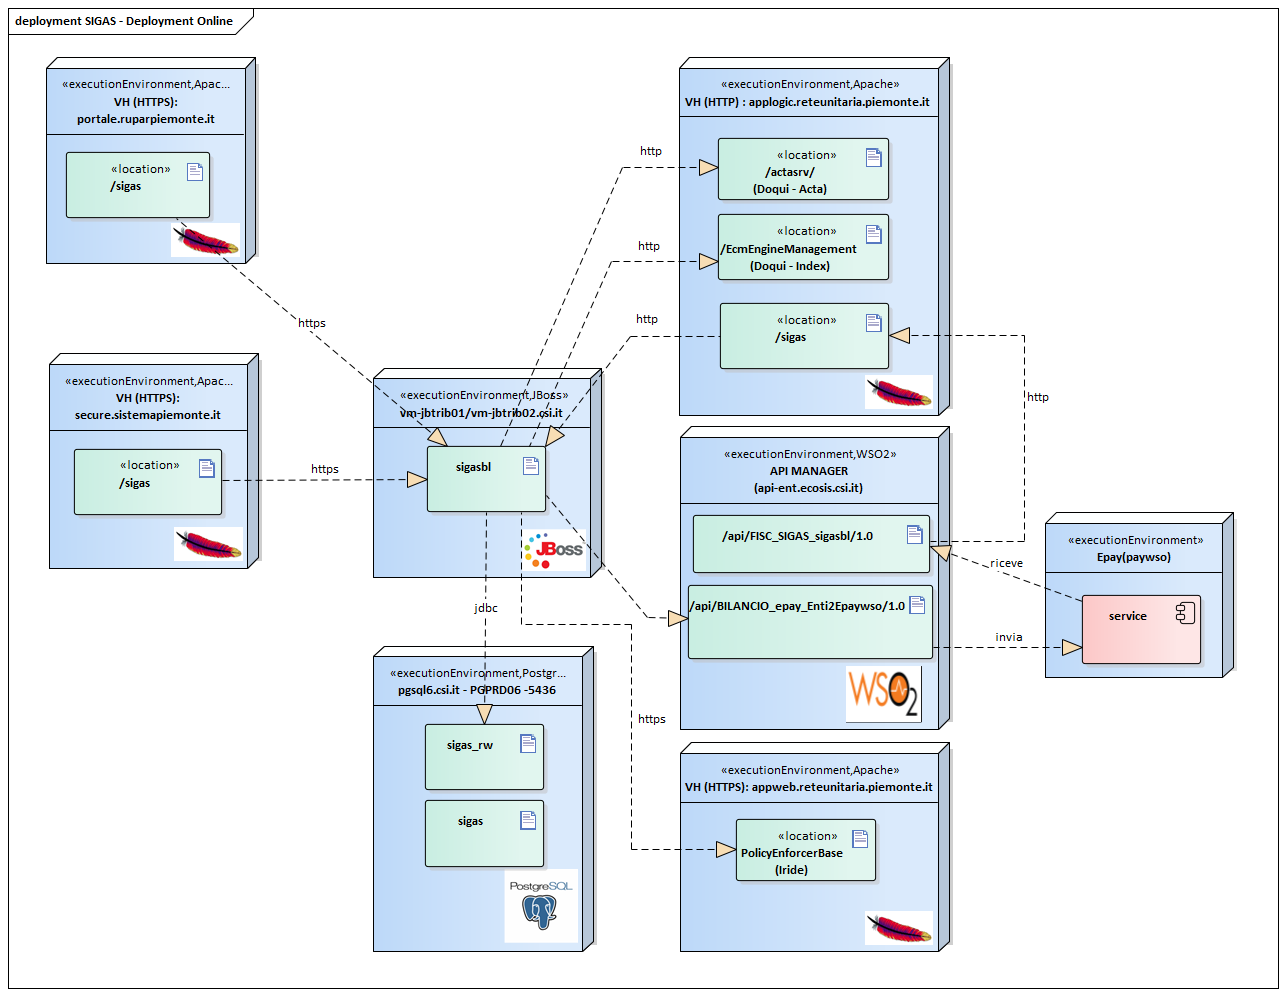 deployment SIGAS - Deployment Online
«executionEnvironment,Apac...
VH (HTTPS):
portale.ruparpiemonte.it
«location»
/sigas
https
«executionEnvironment,Apac...
VH (HTTPS):
secure.sistemapiemonte.it
«location»
/sigas
https
«executionEnvironment,JBoss»
vm-jbtrib01/vm-jbtrib02.csi.it
sigasbl
JBoss
jdbc
«executionEnvironment,Postgr...
pgsql6.csi.it - PGPRD06 -5436
sigas_rw
sigas
PostgreSQL
http
http
http
https
«executionEnvironment,Apache»
VH (HTTP) : applogic.reteunitaria.piemonte.it
«location»
/actasrv/
(Doqui - Acta)
«location»
/EcmEngineManagement
(Doqui - Index)
«location»
/sigas
http
«executionEnvironment,WSO2»
API MANAGER
(api-ent.ecosis.csi.it)
/api/FISC_SIGAS_sigasbl/1.0
/api/BILANCIO_epay_Enti2Epaywso/1.0
WSO2
riceve
invia
«executionEnvironment»
Epay(paywso)
service
«executionEnvironment,Apache»
VH (HTTPS): appweb.reteunitaria.piemonte.it
«location»
PolicyEnforcerBase
(Iride)